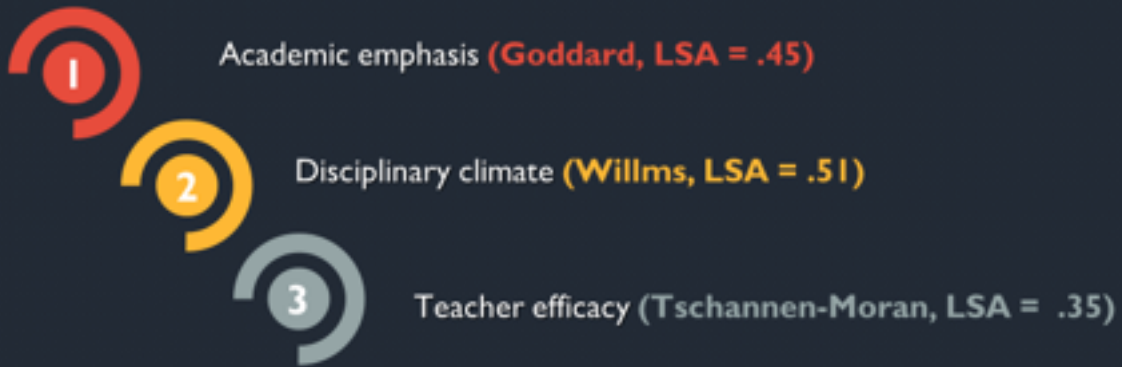 1
Academic emphasis (Goddard, LSA = .45)
2
Disciplinary climate (Willms, LSA = .51)
3
Teacher efficacy (Tschannen-Moran, LSA = .35)